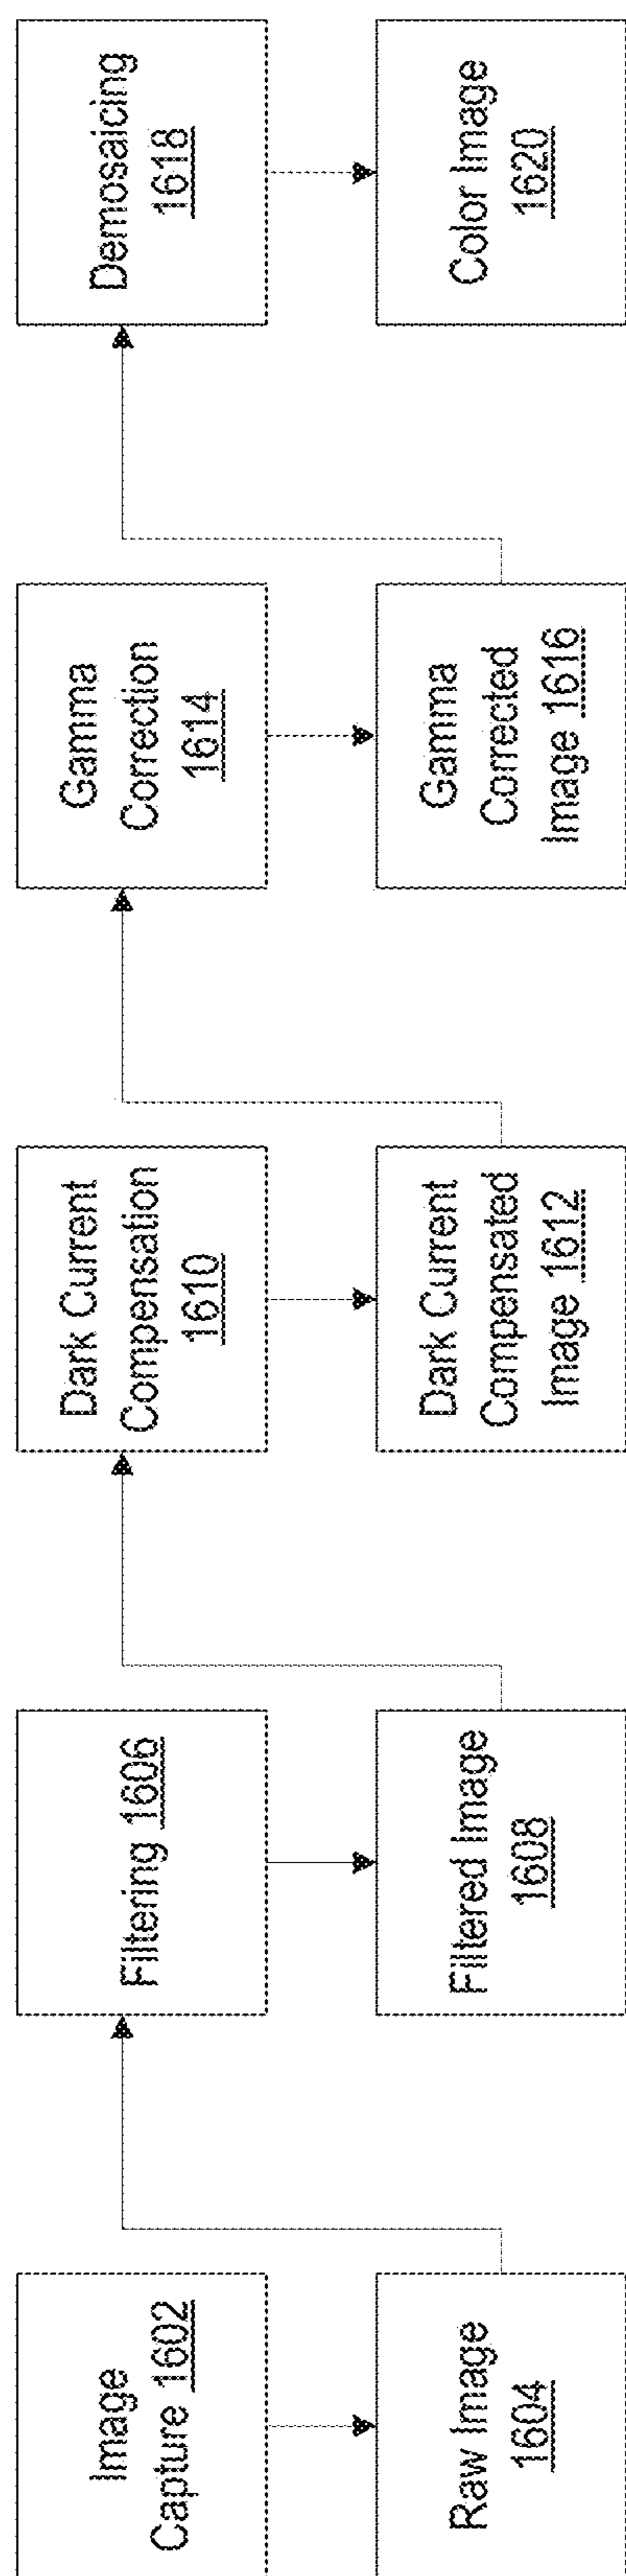 Image
Capture 1602
Raw Image
1604
Filtering 1606
Filtered Image
1608
Dark Current
Compensation
1610
Dark Current
Compensated
Image 1612
Gamma
Correction
1614
Gamma
Corrected
Image 1616
Demosaicing
1618
Color Image
1620